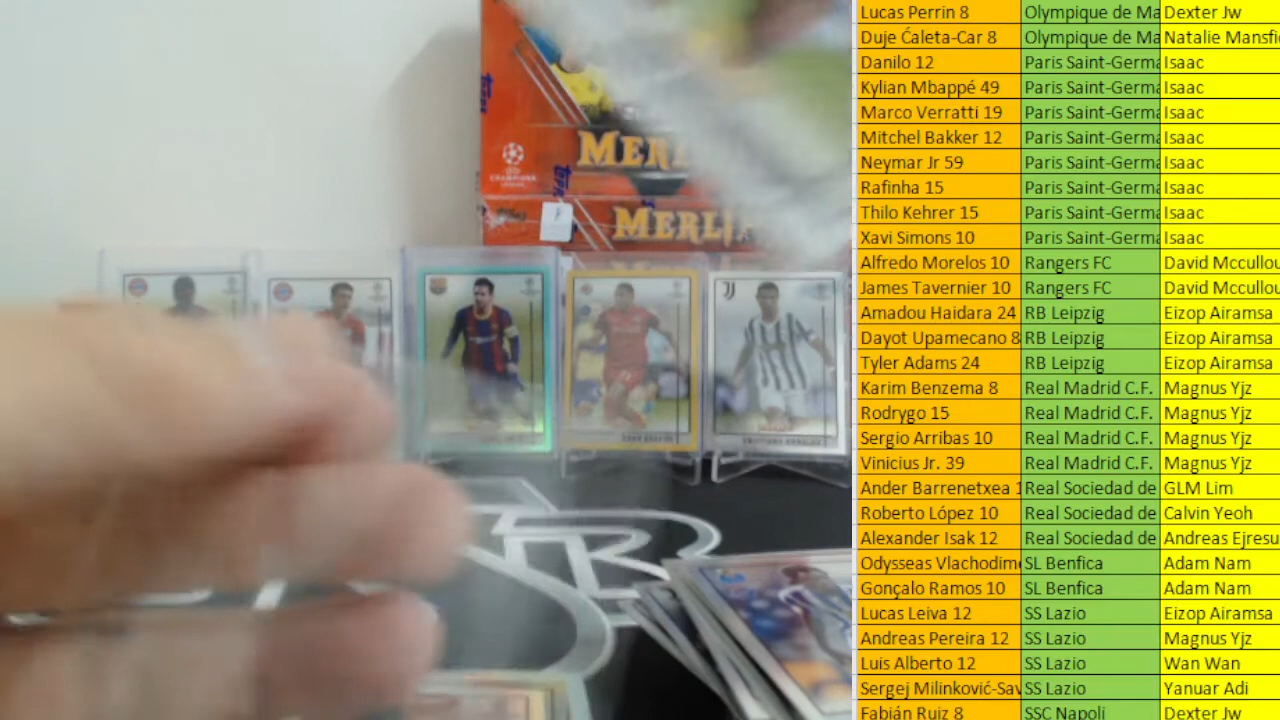 MERL
CHAMPIONS
LEAGUE
topps
MERLIN
CRISTIANO RONALDO
Lucas Perrin 8 Olympique de Ma Dexter Jw
Duje Ćaleta-Car 8 Olympique de Ma Natalie Mansfi
Danilo 12 Paris Saint-Germa Isaac
Kylian Mbappé 49 Paris Saint-Germa Isaac
Marco Verratti 19 Paris Saint-Germa Isaac
Mitchel Bakker 12 Paris Saint-Germa Isaac
Neymar Jr 59 Paris Saint-Germa Isaac
Rafinha 15 Paris Saint-Germa Isaac
Thilo Kehrer 15 Paris Saint-Germa Isaac
Xavi Simons 10 Paris Saint-Germa Isaac
Alfredo Morelos 10 Rangers FC David Mccullou
James Tavernier 10 Rangers FC David Mccullou
Amadou Haidara 24 RB Leipzig Eizop Airamsa
Dayot Upamecano 8 RB Leipzig Eizop Airamsa
Tyler Adams 24 RB Leipzig Eizop Airamsa
Karim Benzema 8 Real Madrid C.F. Magnus Yjz
Rodrygo 15 Real Madrid C.F. Magnus Yjz
Sergio Arribas 10 Real Madrid C.F. Magnus Yjz
Vinicius Jr. 39 Real Madrid C.F. Magnus Yjz
Ander Barrenetxea 1 Real Sociedad de GLM Lim
Roberto López 10 Real Sociedad de Calvin Yeoh
Alexander Isak 12 Real Sociedad de Andreas Ejresu
Odysseas Vlachodim SL Benfica Adam Nam
Gonçalo Ramos 10 SL Benfica Adam Nam
Lucas Leiva 12 SS Lazio Eizop Airamsa
Andreas Pereira 12 SS Lazio Magnus Yjz
Luis Alberto 12 SS Lazio Wan Wan
Sergej Milinković-Sav SS Lazio Yanuar Adi
Fabián Ruiz 8 SSC Napoli Dexter Jw